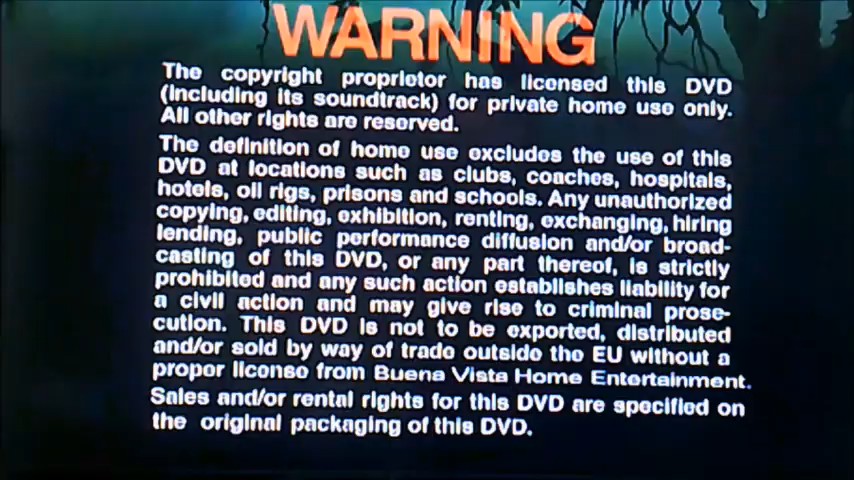 WARNING
The copyright proprietor has licensed this DVD
(including its soundtrack) for private home use only.
All other rights are reserved.
The definition of home use excludes the use of this
DVD at locations such as clubs, coaches, hospitals,
hotels, oil rigs, prisons and schools. Any unauthorized
copying, editing, exhibition, renting, exchanging, hiring
lending, public performance diffusion and/or broad-
casting of this DVD, or any part thereof, is strictly
prohibited and any such action establishes liability for
a civil action and may give rise to criminal prose-
cution. This DVD is not to be exported, distributed
and/or sold by way of trade outside the EU without a
proper license from Buena Vista Home Entertainment.
Sales and/or rental rights for this DVD are specified on
the original packaging of this DVD.